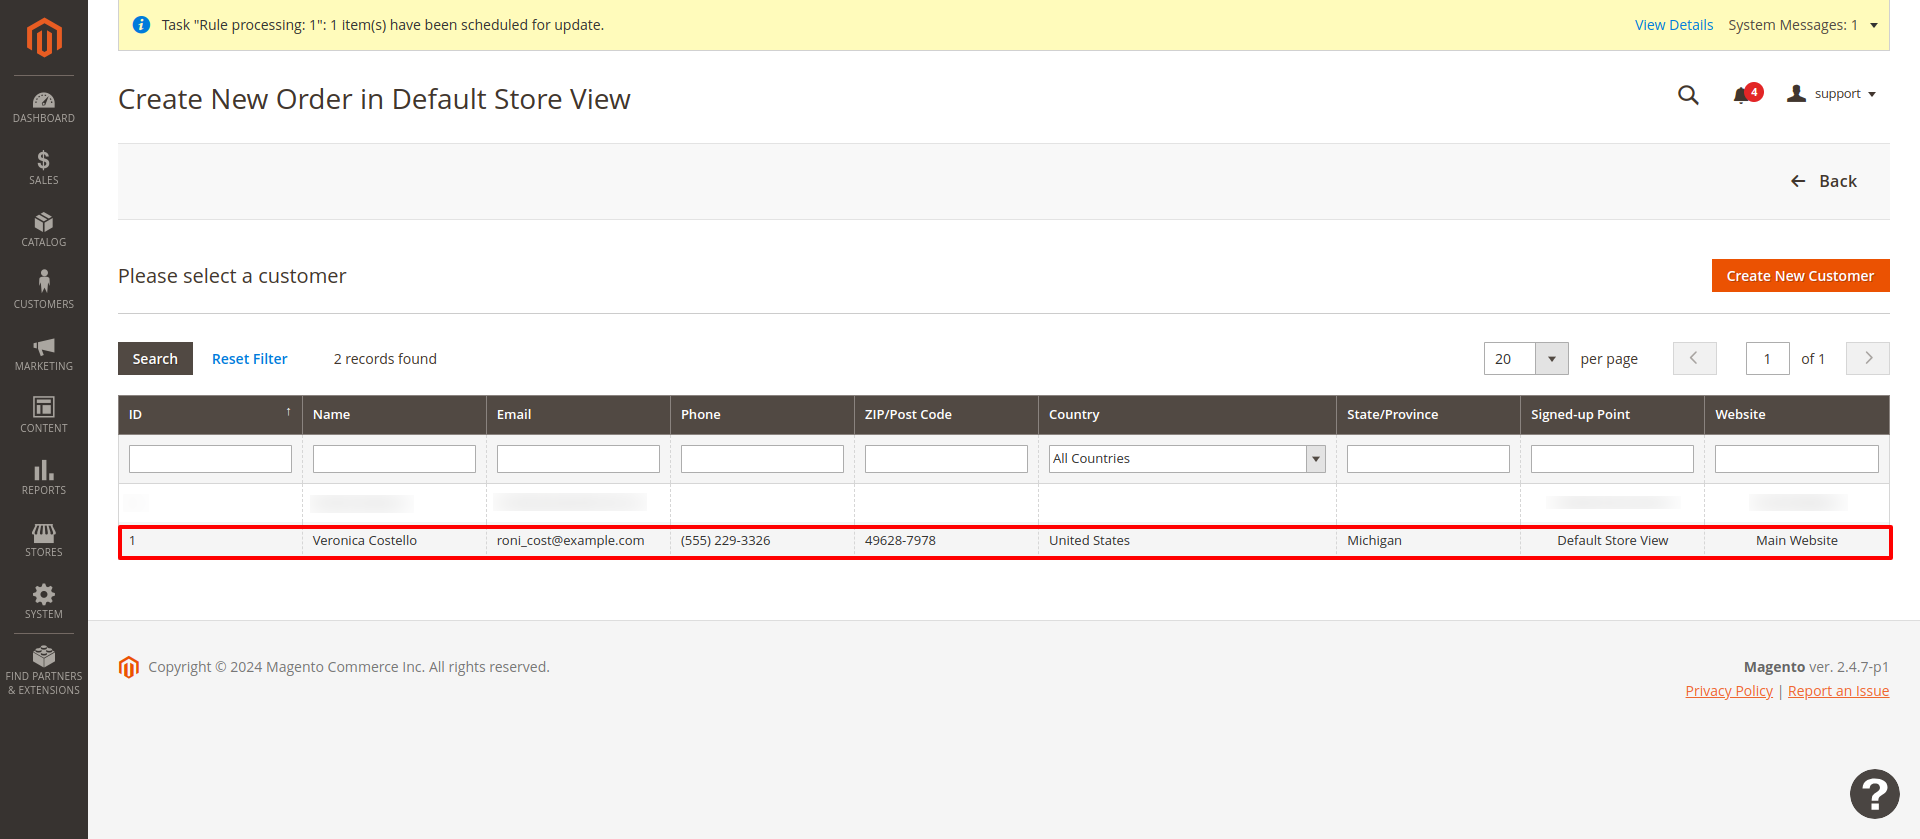 Task "Rule processing: 1": 1 item(s) have been scheduled for update. View Details System Messages: 1
Create New Order in Default Store View
4 support
DASHBOARD
SALES
CATALOG
CUSTOMERS
MARKETING
CONTENT
REPORTS
STORES
SYSTEM
FIND PARTNERS
& EXTENSIONS
Back
Please select a customer Create New Customer
Search Reset Filter 2 records found 20 per page 1 of 1
ID ↑ Name Email Phone ZIP/Post Code Country State/Province Signed-up Point Website
All Countries
1 Veronica Costello roni_cost@example.com (555) 229-3326 49628-7978 United States Michigan Default Store View Main Website
Copyright © 2024 Magento Commerce Inc. All rights reserved. Magento ver. 2.4.7-p1
Privacy Policy | Report an Issue
?